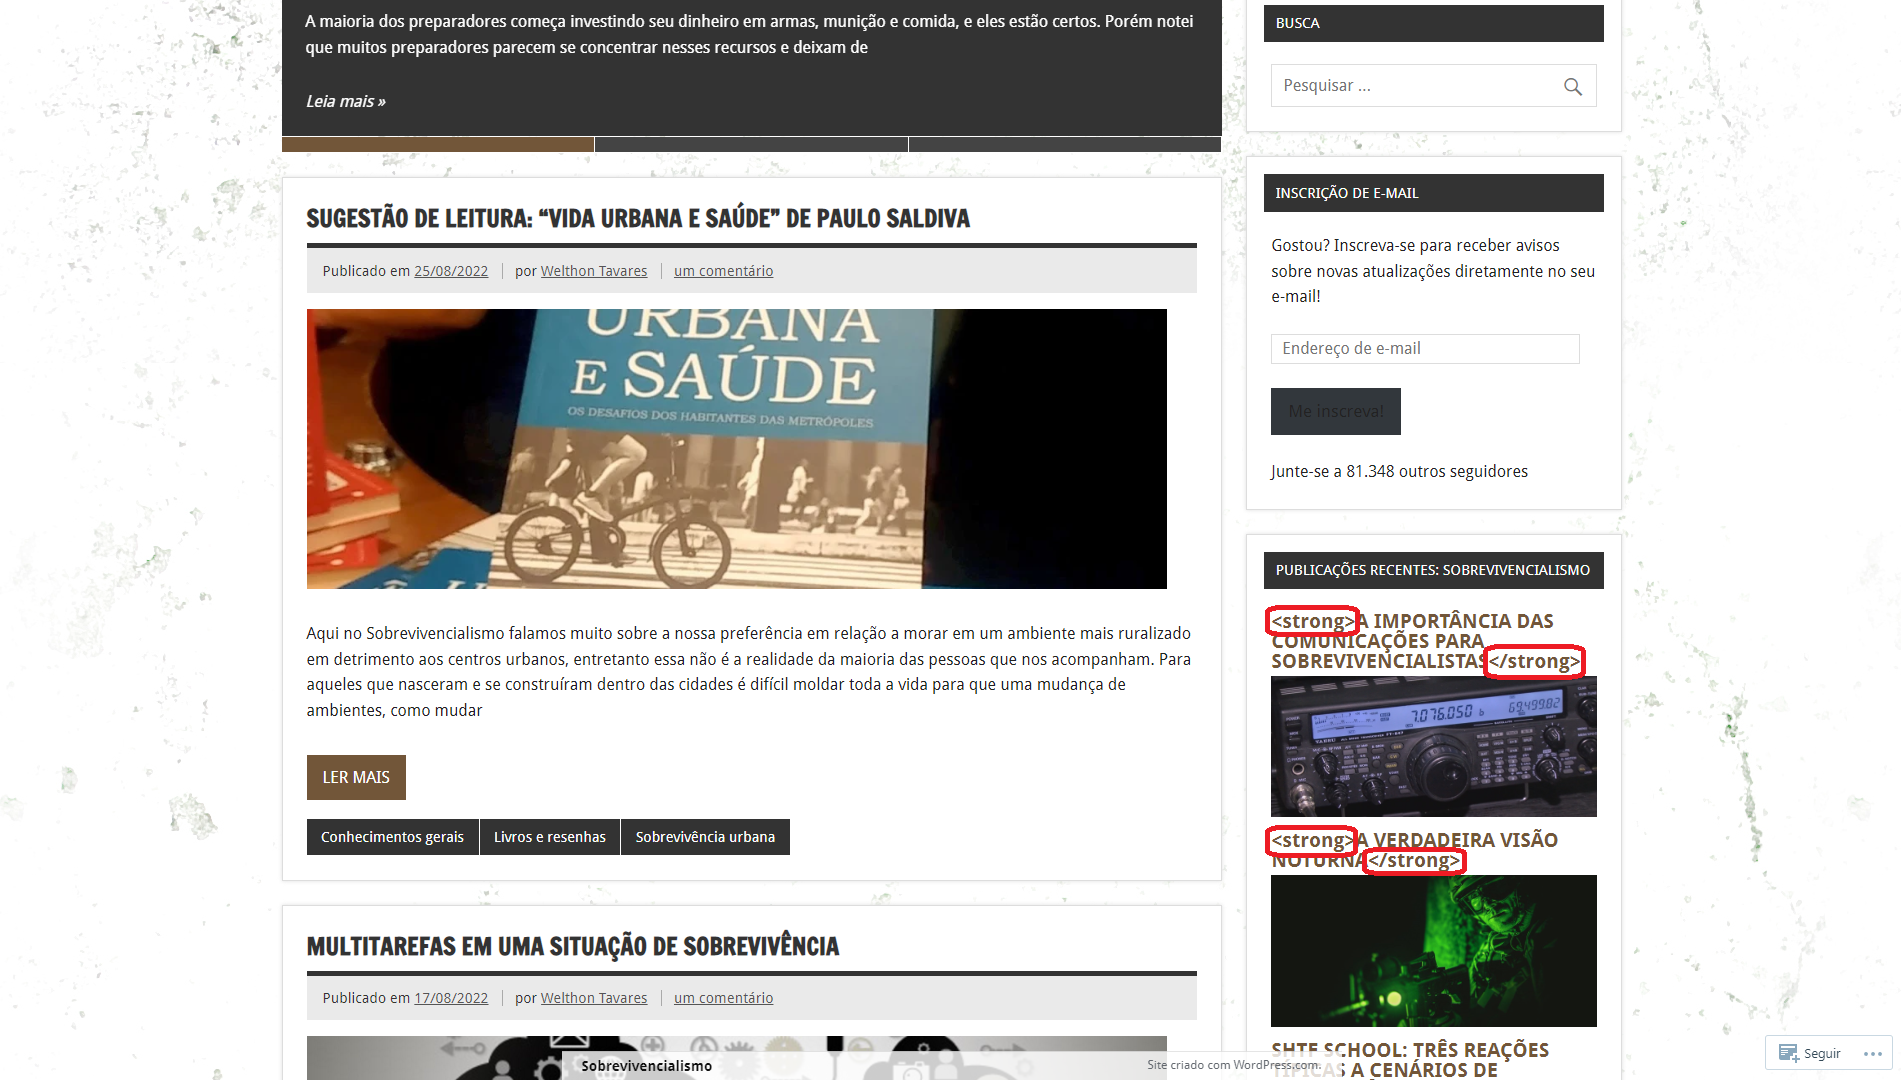 A maioria dos preparadores começa investindo seu dinheiro em armas, munição e comida, e eles estão certos. Porém notei
que muitos preparadores parecem se concentrar nesses recursos e deixam de
Leia mais »
SUGESTÃO DE LEITURA: “VIDA URBANA E SAÚDE” DE PAULO SALDIVA
Publicado em 25/08/2022 por Welthon Tavares um comentário
URBANA
E SAÚDE
OS DESAFIOS DOS HABITANTES DAS METRÓPOLES
Aqui no Sobrevivencialismo falamos muito sobre a nossa preferência em relação a morar em um ambiente mais ruralizado
em detrimento aos centros urbanos, entretanto essa não é a realidade da maioria das pessoas que nos acompanham. Para
aqueles que nasceram e se construíram dentro das cidades é difícil moldar toda a vida para que uma mudança de
ambientes, como mudar
LER MAIS
Conhecimentos gerais
Livros e resenhas
Sobrevivência urbana
MULTITAREFAS EM UMA SITUAÇÃO DE SOBREVIVÊNCIA
Publicado em 17/08/2022 por Welthon Tavares um comentário
BUSCA
Pesquisar ...
INSCRIÇÃO DE E-MAIL
Gostou? Inscreva-se para receber avisos
sobre novas atualizações diretamente no seu
e-mail!
Endereço de e-mail
Me inscreva!
Junte-se a 81.348 outros seguidores
PUBLICAÇÕES RECENTES: SOBREVIVENCIALISMO
<strong>A IMPORTÂNCIA DAS
COMUNICAÇÕES PARA
SOBREVIVENCIALISTAS</strong>
7.076.050 b 69.499.82
<strong>A VERDADEIRA VISÃO
NOTURNA</strong>
SHTF SCHOOL: TRÊS REAÇÕES
TÍPICAS A CENÁRIOS DE
Sobrevivencialismo
Site criado com WordPress.com.
Seguir